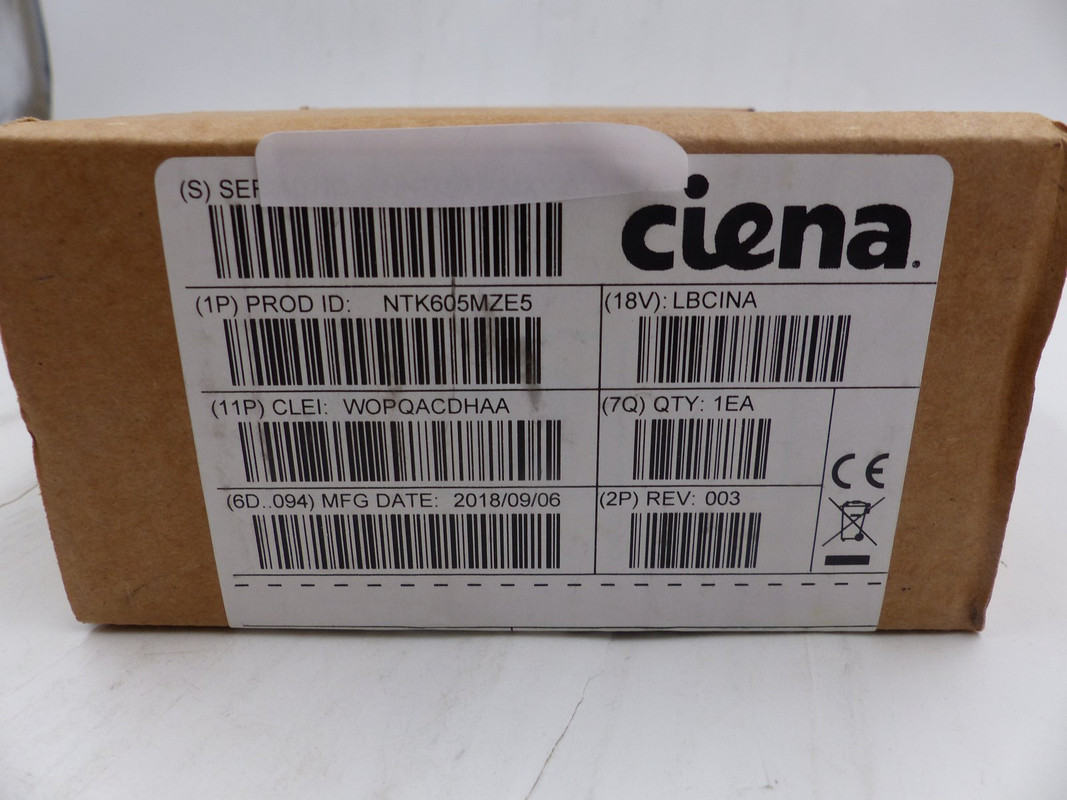 (S) SER
ciena
(1P) PROD ID: NTK605MZE5
(18V): LBCINA
(11P) CLEI: WOPQACDHAA
(7Q) QTY: 1EA
CE
(6D..094) MFG DATE: 2018/09/06
(2P) REV: 003